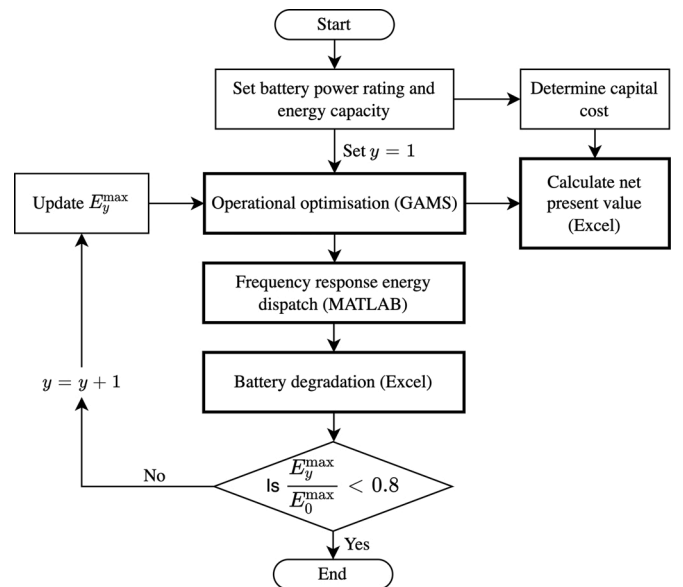 Start
Set battery power rating and
energy capacity
Determine capital
cost
Set y = 1
Update E_y^max
Operational optimisation (GAMS)
Calculate net
present value
(Excel)
Frequency response energy
dispatch (MATLAB)
Battery degradation (Excel)
y = y + 1
Is E_y^max / E_0^max < 0.8
No
Yes
End